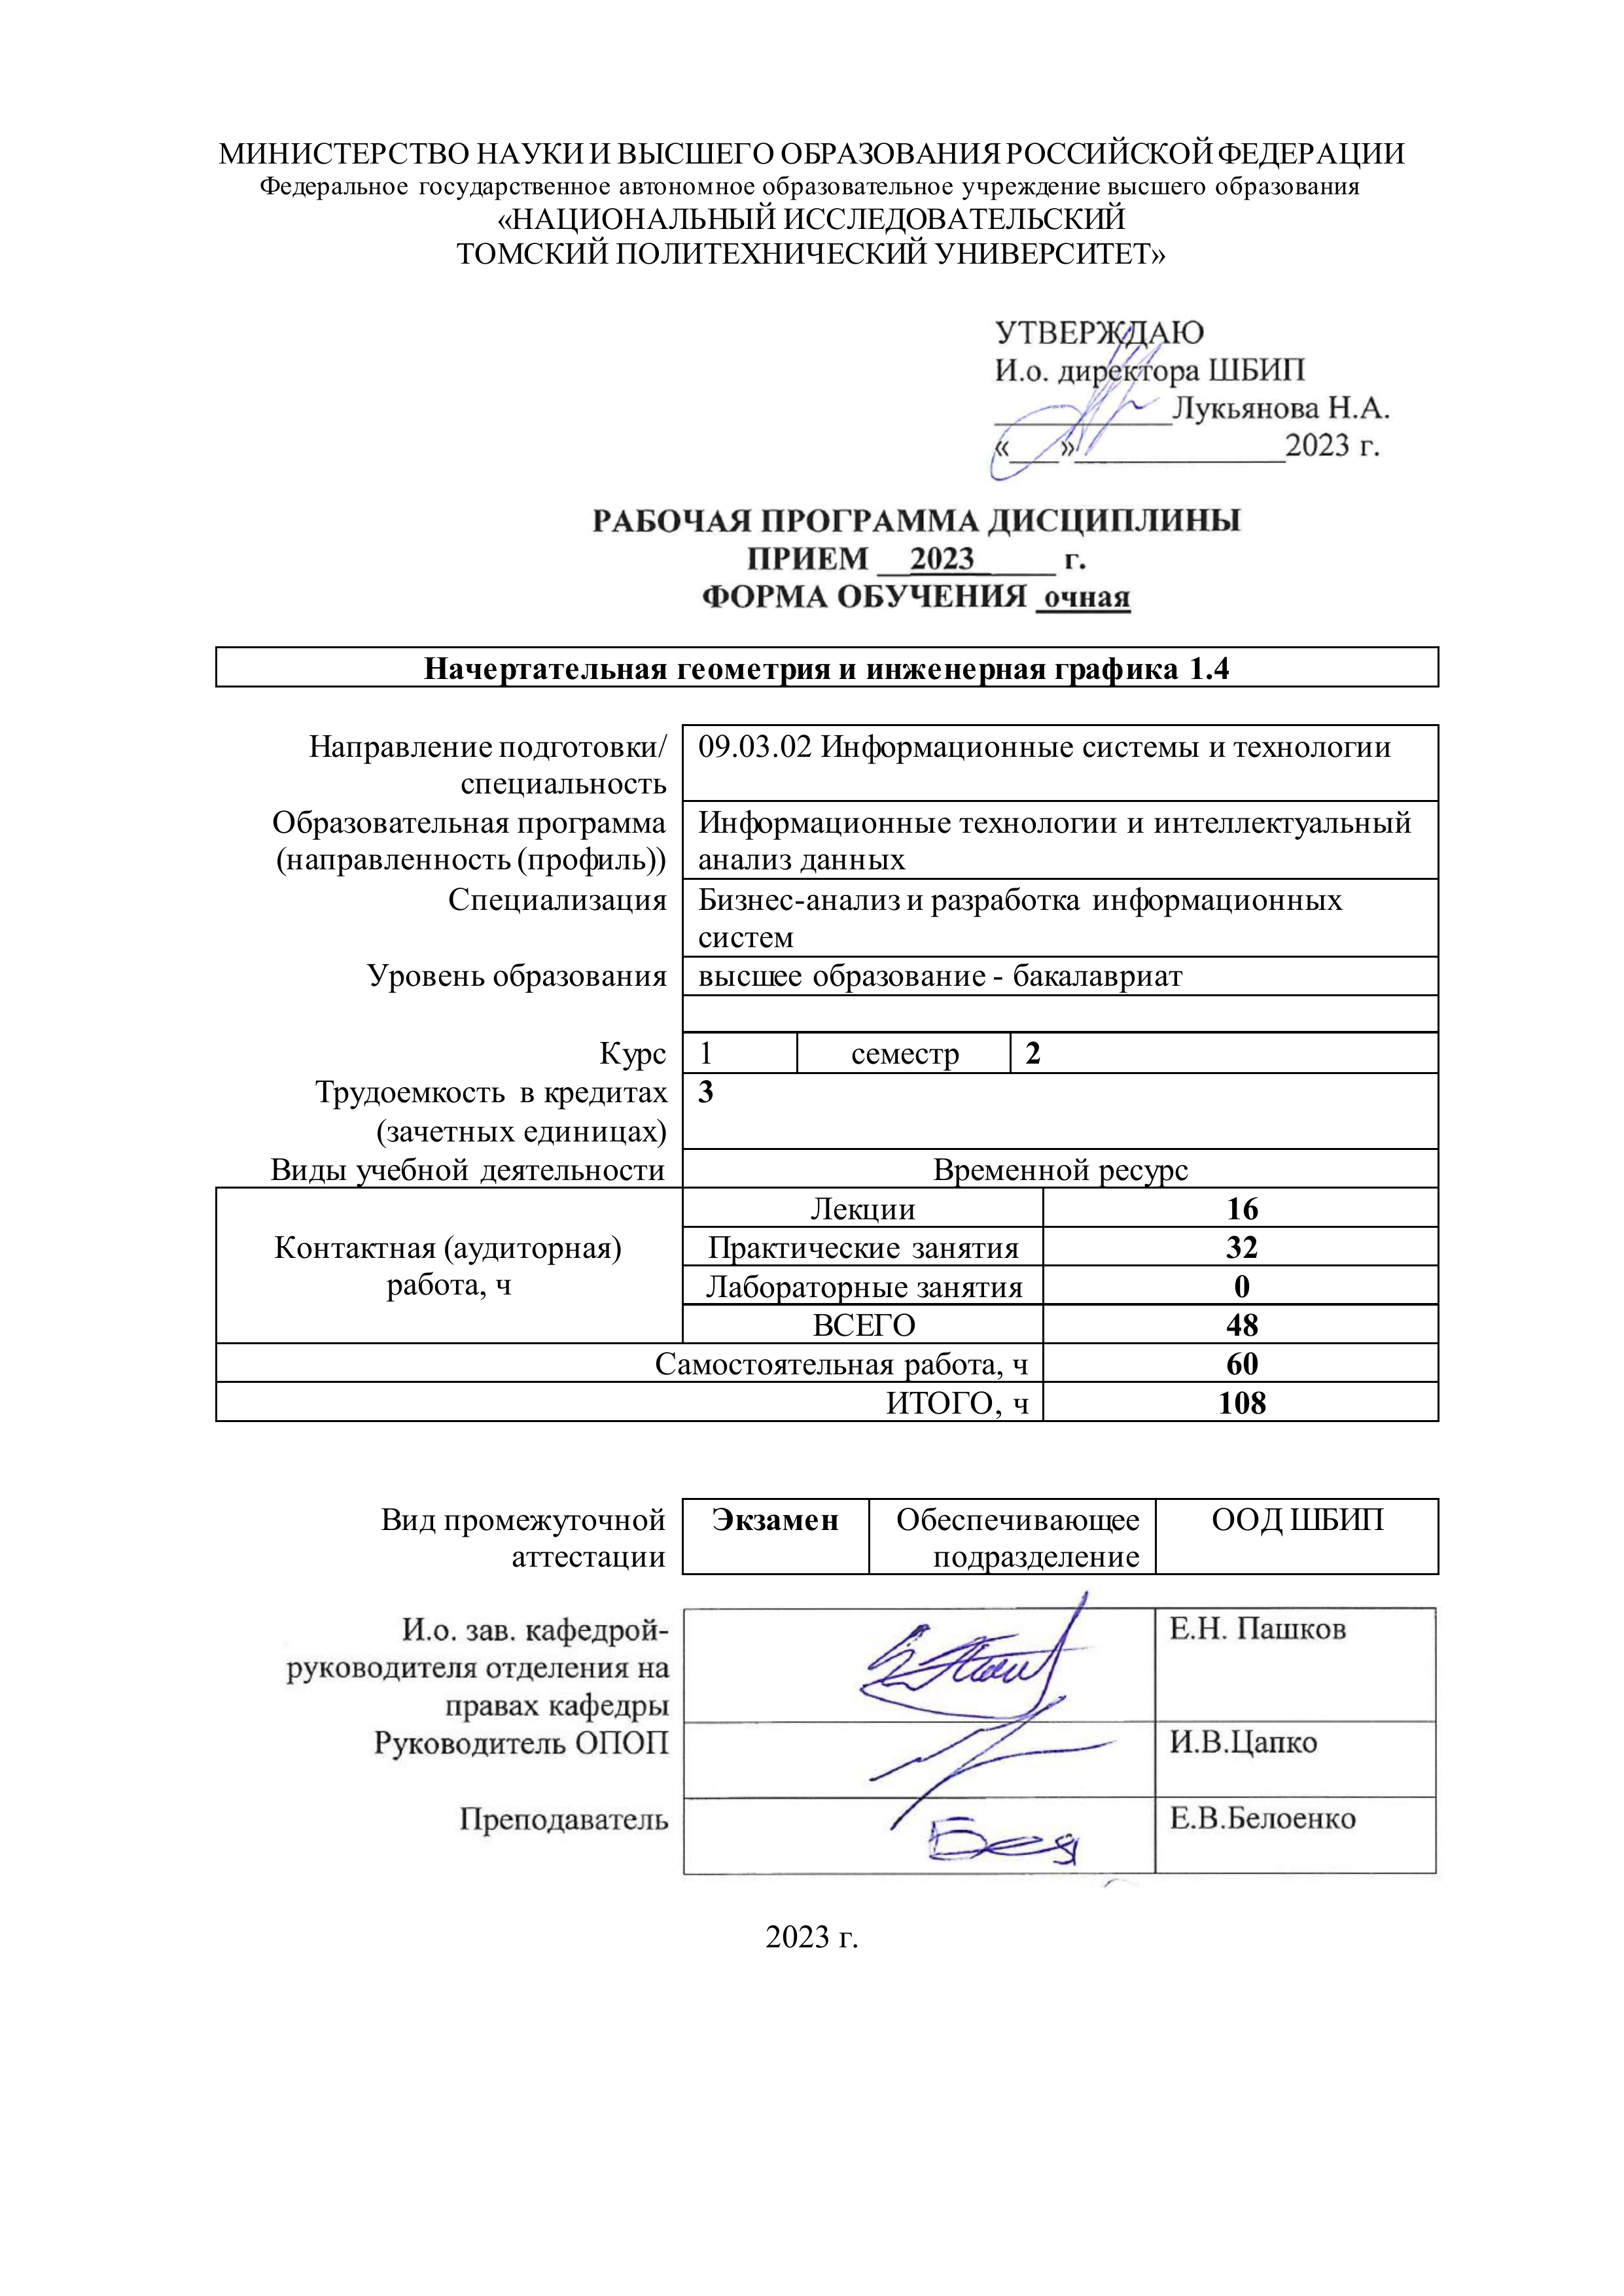 МИНИСТЕРСТВО НАУКИ И ВЫСШЕГО ОБРАЗОВАНИЯ РОССИЙСКОЙ ФЕДЕРАЦИИ
Федеральное государственное автономное образовательное учреждение высшего образования
«НАЦИОНАЛЬНЫЙ ИССЛЕДОВАТЕЛЬСКИЙ
ТОМСКИЙ ПОЛИТЕХНИЧЕСКИЙ УНИВЕРСИТЕТ»
УТВЕРЖДАЮ
И.о. директора ШБИП
___________Лукьянова Н.А.
«___»_____________2023 г.
РАБОЧАЯ ПРОГРАММА ДИСЦИПЛИНЫ
ПРИЕМ __2023_____ г.
ФОРМА ОБУЧЕНИЯ _очная
Начертательная геометрия и инженерная графика 1.4
Направление подготовки/ 09.03.02 Информационные системы и технологии
специальность
Образовательная программа Информационные технологии и интеллектуальный
(направленность (профиль)) анализ данных
Специализация Бизнес-анализ и разработка информационных
систем
Уровень образования высшее образование - бакалавриат
Курс 1 семестр 2
Трудоемкость в кредитах 3
(зачетных единицах)
Виды учебной деятельности Временной ресурс
Контактная (аудиторная)
работа, ч
Лекции 16
Практические занятия 32
Лабораторные занятия 0
ВСЕГО 48
Самостоятельная работа, ч 60
ИТОГО, ч 108
Вид промежуточной Экзамен Обеспечивающее ООД ШБИП
аттестации подразделение
И.о. зав. кафедрой- Е.Н. Пашков
руководителя отделения на
правах кафедры
Руководитель ОПОП И.В.Цапко
Преподаватель Е.В.Белоенко
2023 г.